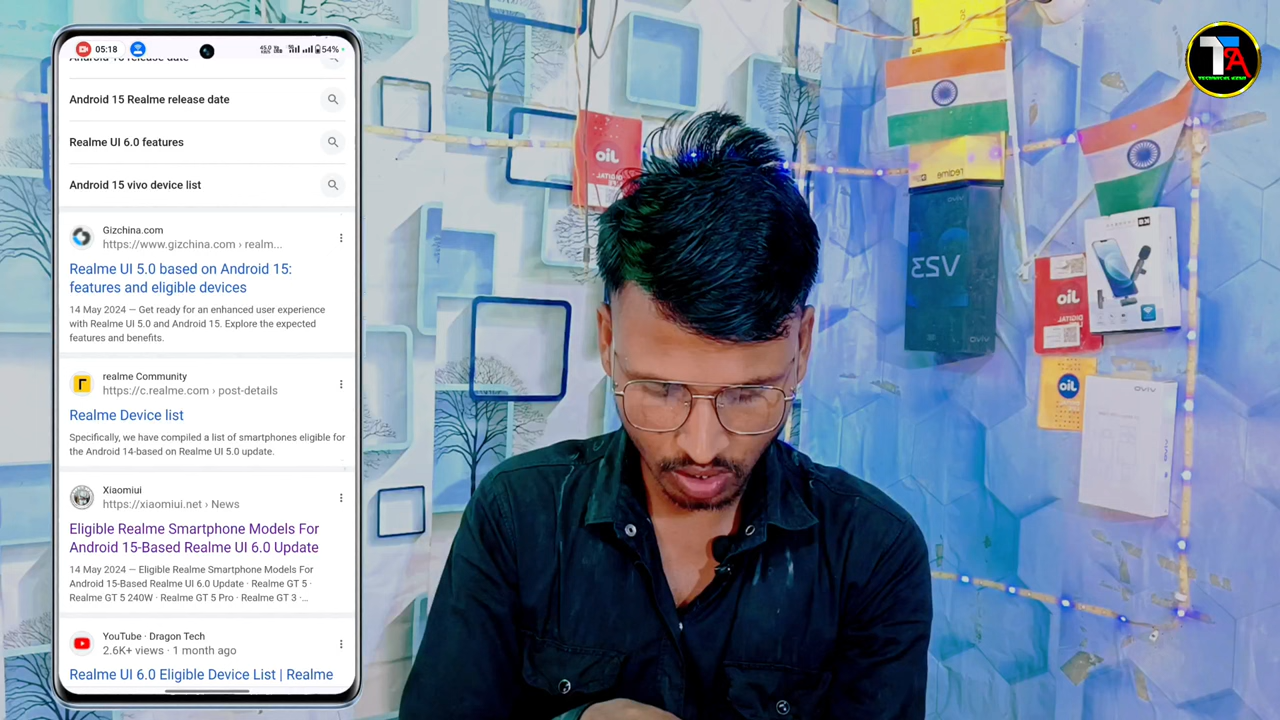 05:18
54%
Android 15 Realme release date
Realme UI 6.0 features
Android 15 vivo device list
Gizchina.com
https://www.gizchina.com › realm...
Realme UI 5.0 based on Android 15:
features and eligible devices
14 May 2024 — Get ready for an enhanced user experience
with Realme UI 5.0 and Android 15. Explore the expected
features and benefits.
realme Community
https://c.realme.com › post-details
Realme Device list
Specifically, we have compiled a list of smartphones eligible for
the Android 14-based on Realme UI 5.0 update.
Xiaomiui
https://xiaomiui.net › News
Eligible Realme Smartphone Models For
Android 15-Based Realme UI 6.0 Update
14 May 2024 — Eligible Realme Smartphone Models For
Android 15-Based Realme UI 6.0 Update · Realme GT 5 ·
Realme GT 5 240W · Realme GT 5 Pro · Realme GT 3 ·...
YouTube · Dragon Tech
2.6K+ views · 1 month ago
Realme UI 6.0 Eligible Device List | Realme
oil
realme
vivo
V23
vivo
oil
DIGITAL
oil
vivo
TA